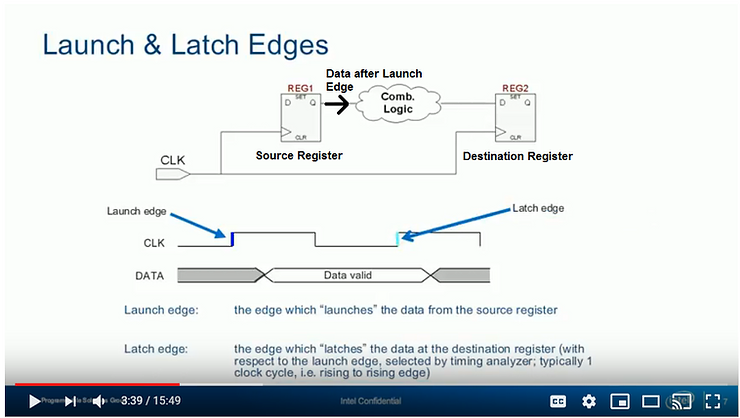 Launch & Latch Edges
Data after Launch
Edge
REG1
SET
D Q
CLR
Comb.
Logic
REG2
SET
D Q
CLR
Source Register
Destination Register
CLK
Launch edge
Latch edge
CLK
DATA
Data valid
Launch edge: the edge which “launches” the data from the source register
Latch edge: the edge which “latches” the data at the destination register (with
respect to the launch edge, selected by timing analyzer; typically 1
clock cycle, i.e. rising to rising edge)
3:39 / 15:49
Intel Confidential
CC
intel
7